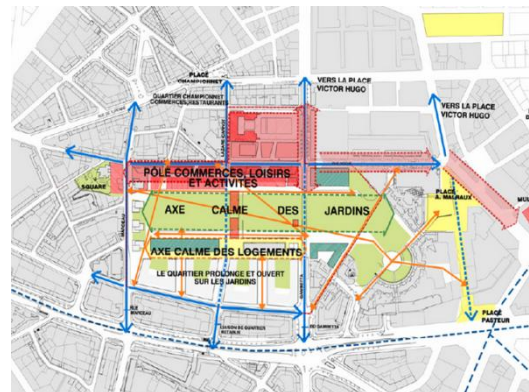 PLACE
CHAMPIONNET
QUARTIER CHAMPIONNET
COMMERCES, RESTAURANTS
VERS LA PLACE
VICTOR HUGO
VERS LA PLACE
VICTOR HUGO
SQUARE
PÔLE COMMERCES, LOISIRS
ET ACTIVITES
PLACE
A. MALRAUX
AXE CALME DES JARDINS
AXE CALME DES LOGEMENTS
LE QUARTIER PROLONGE ET OUVERT
SUR LES JARDINS
PLACE
PASTEUR